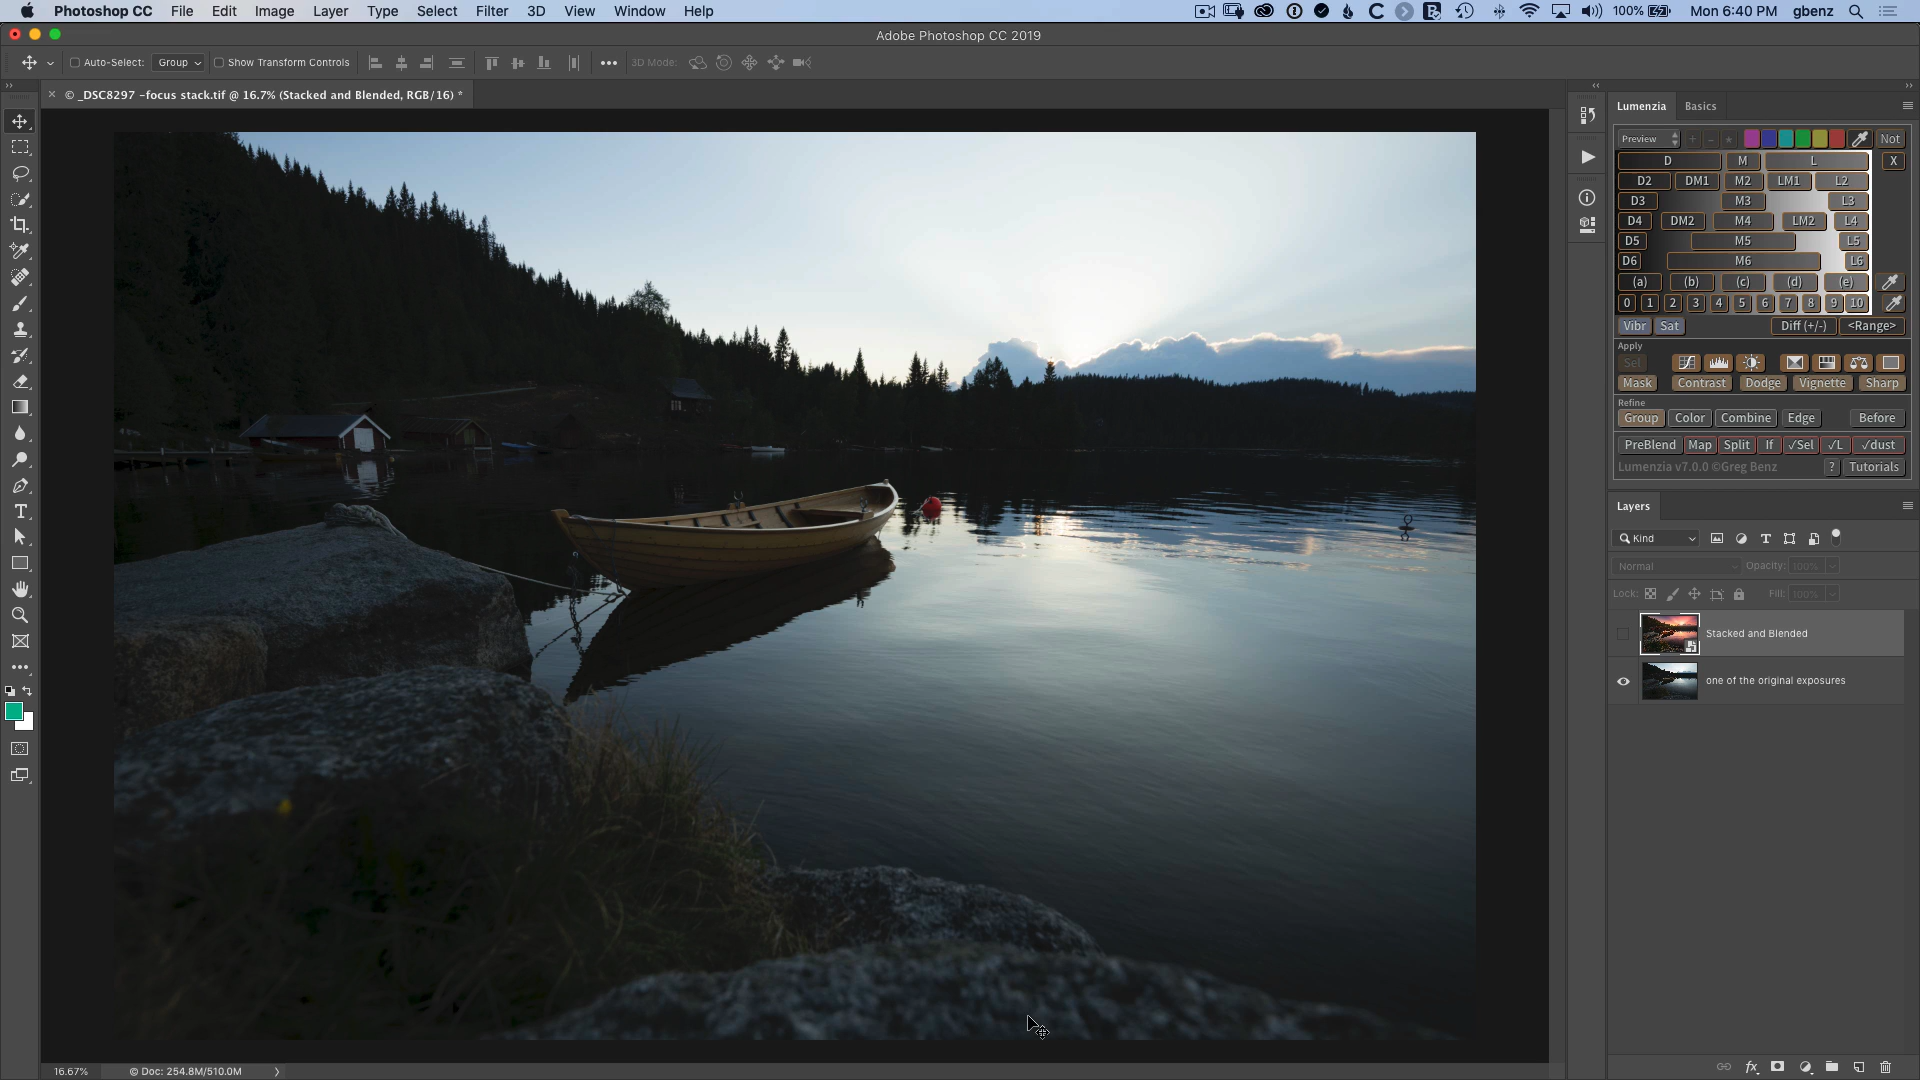 Photoshop CC File Edit Image Layer Type Select Filter 3D View Window Help 100% Mon 6:40 PM gbenz
Adobe Photoshop CC 2019
Auto-Select: Group Show Transform Controls 3D Mode:
© _DSC8297 -focus stack.tif @ 16.7% (Stacked and Blended, RGB/16) *
Lumenzia Basics
Preview Not
D M L X
D2 DM1 M2 LM1 L2
D3 M3 L3
D4 DM2 M4 LM2 L4
D5 M5 L5
D6 M6 L6
(a) (b) (c) (d) (e)
0 1 2 3 4 5 6 7 8 9 10
Vibr Sat Diff (+/-) <Range>
Apply
Sel
Mask Contrast Dodge Vignette Sharp
Refine
Group Color Combine Edge Before
PreBlend Map Split If √Sel √L √dust
Lumenzia v7.0.0 ©Greg Benz ? Tutorials
Layers
Kind
Normal Opacity: 100%
Lock: Fill: 100%
Stacked and Blended
one of the original exposures
16.67% © Doc: 254.8M/510.0M